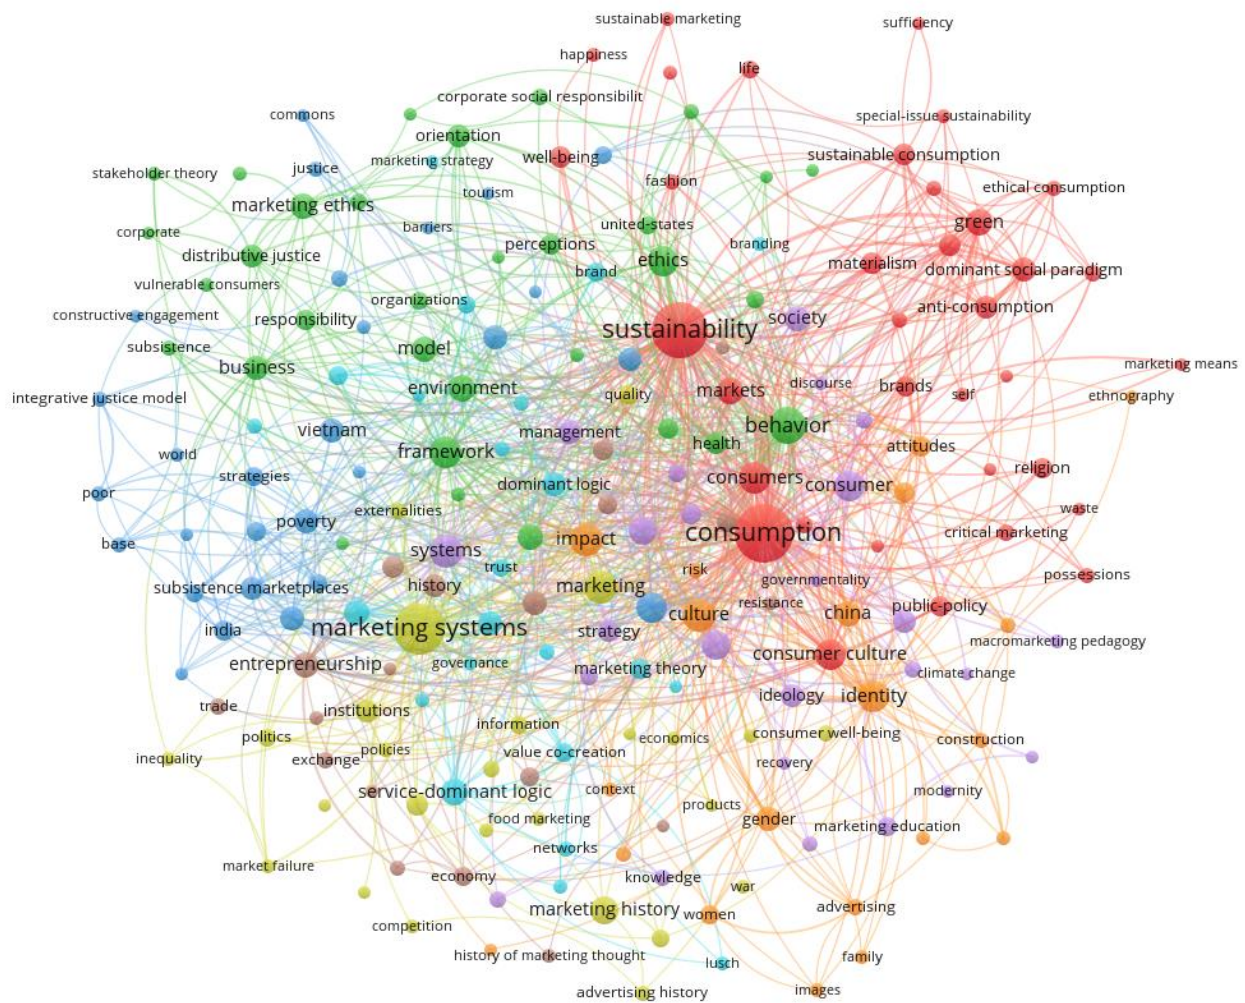 sustainable marketing
sufficiency
happiness
life
corporate social responsibilit
commons
special-issue sustainability
orientation
marketing strategy
well-being
sustainable consumption
justice
stakeholder theory
fashion
ethical consumption
tourism
marketing ethics
green
united-states
corporate
barriers
perceptions
branding
distributive justice
ethics
materialism
dominant social paradigm
brand
vulnerable consumers
organizations
anti-consumption
constructive engagement
responsibility
sustainability
society
subsistence
model
business
marketing means
environment
markets
discourse
brands
quality
self
ethnography
integrative justice model
behavior
vietnam
management
health
attitudes
framework
world
strategies
dominant logic
consumers
consumer
religion
poor
externalities
waste
poverty
impact
consumption
critical marketing
base
systems
trust
risk
governmentality
possessions
subsistence marketplaces
history
marketing
resistance
public-policy
culture
china
india
marketing systems
strategy
macromarketing pedagogy
consumer culture
entrepreneurship
governance
marketing theory
climate change
ideology
identity
trade
institutions
information
politics
policies
economics
consumer well-being
construction
inequality
exchange
value co-creation
recovery
service-dominant logic
context
modernity
products
food marketing
gender
marketing education
market failure
networks
economy
knowledge
war
marketing history
women
advertising
competition
history of marketing thought
lusch
family
advertising history
images